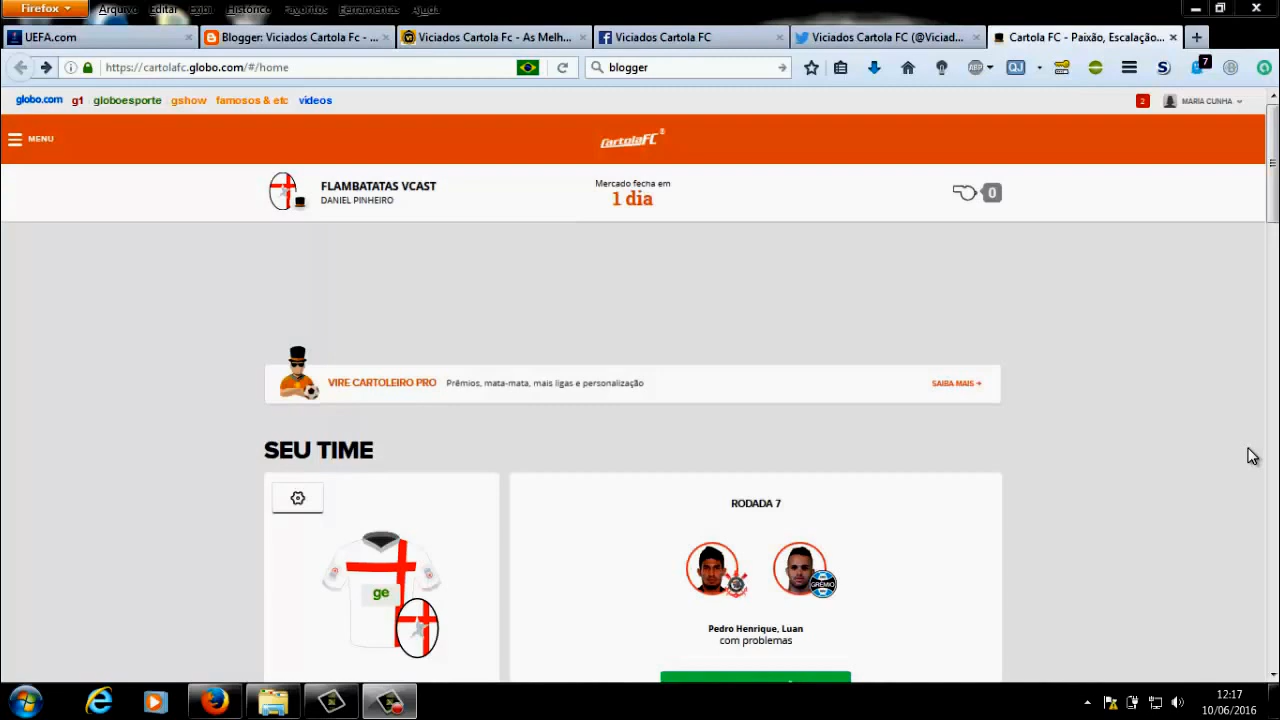 Firefox
Arquivo Editar Exibir Histórico Favoritos Ferramentas Ajuda
UEFA.com
Blogger: Viciados Cartola Fc - ...
Viciados Cartola Fc - As Melh...
Viciados Cartola FC
Viciados Cartola FC (@Viciad...
Cartola FC - Paixão, Escalação,...
https://cartolafc.globo.com/#/home
blogger
ABP
QJ
S
7
globo.com g1 globoesporte gshow famosos & etc vídeos
2
MARIA CUNHA
MENU
CartolaFC
FLAMBATATAS VCAST
DANIEL PINHEIRO
Mercado fecha em
1 dia
0
VIRE CARTOLEIRO PRO Prêmios, mata-mata, mais ligas e personalização SAIBA MAIS
SEU TIME
RODADA 7
ge
GRÊMIO
Pedro Henrique, Luan
com problemas
12:17
10/06/2016